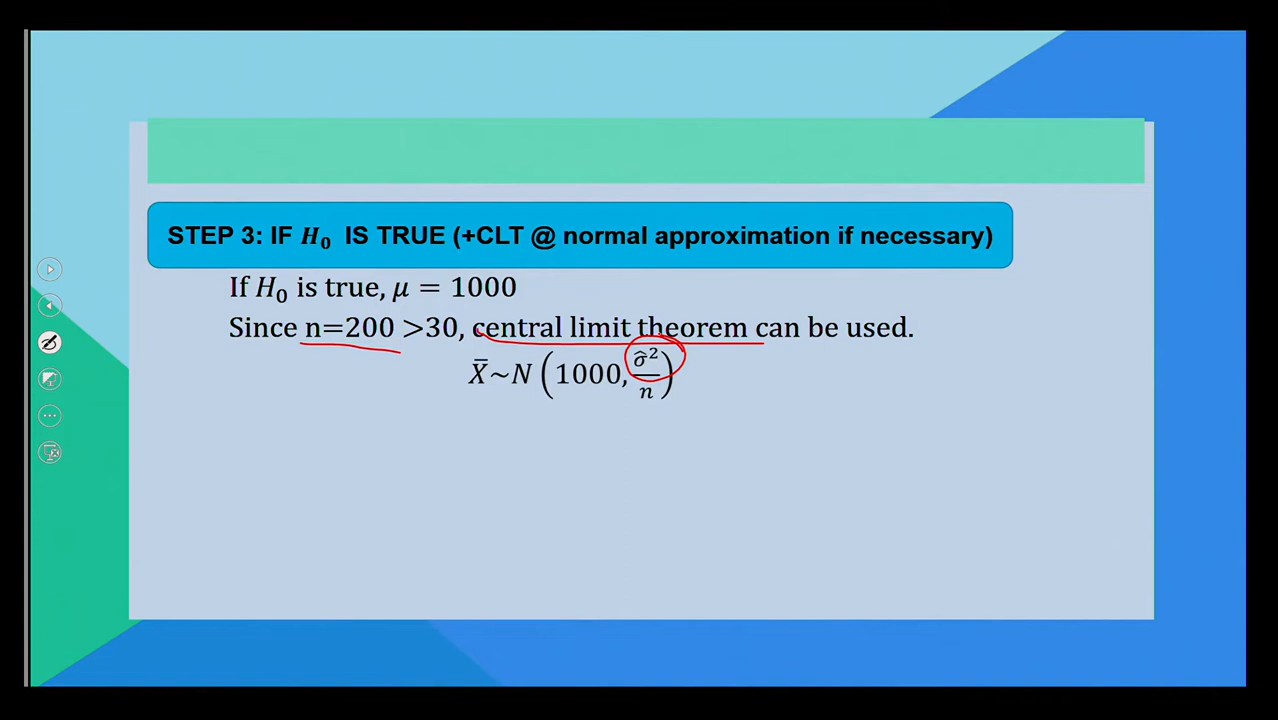 STEP 3: IF H₀ IS TRUE (+CLT @ normal approximation if necessary)
If H₀ is true, μ = 1000
Since n=200 >30, central limit theorem can be used.
X̄~N(1000, σ̂²/n)